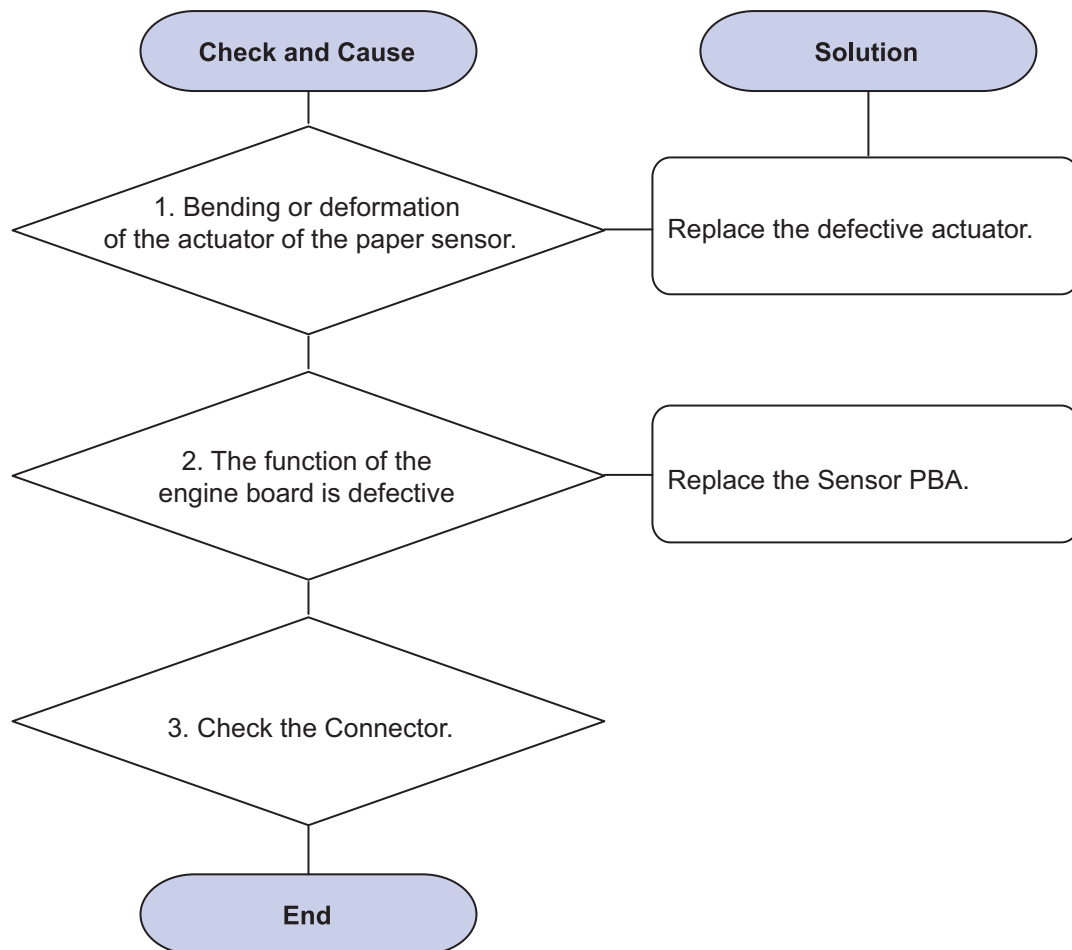 Check and Cause
Solution
1. Bending or deformation
of the actuator of the paper sensor.
Replace the defective actuator.
2. The function of the
engine board is defective
Replace the Sensor PBA.
3. Check the Connector.
End